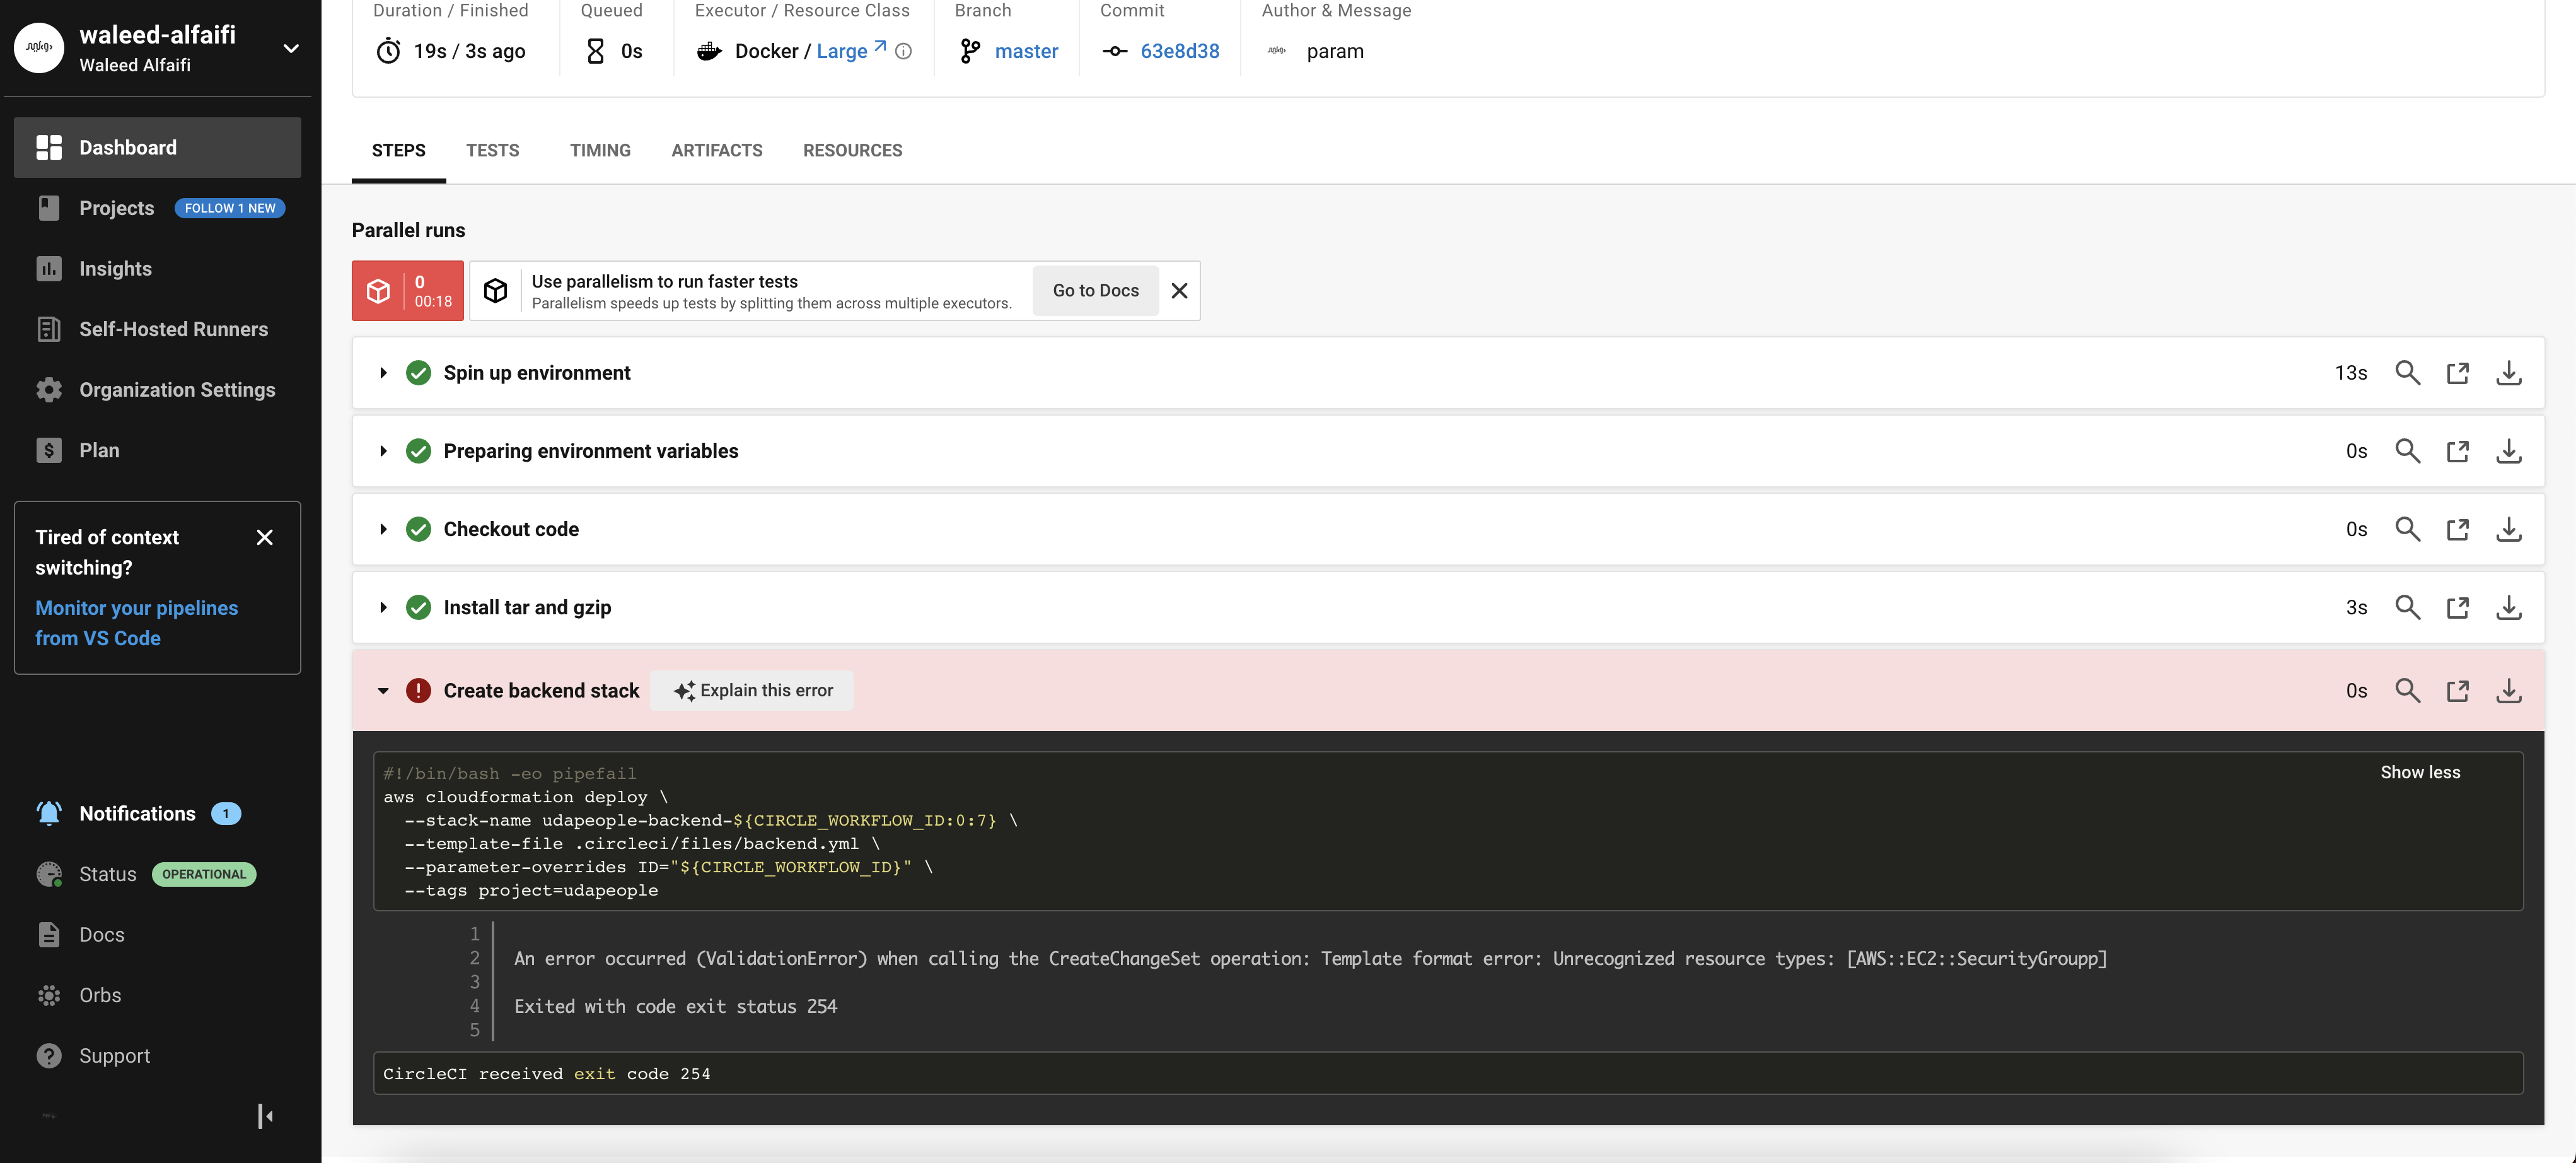 waleed-alfaifi
Waleed Alfaifi
Dashboard
Projects FOLLOW 1 NEW
Insights
Self-Hosted Runners
Organization Settings
Plan
Tired of context
switching?
Monitor your pipelines
from VS Code
Notifications 1
Status OPERATIONAL
Docs
Orbs
Support
Duration / Finished Queued Executor / Resource Class Branch Commit Author & Message
19s / 3s ago 0s Docker / Large master 63e8d38 param
STEPS TESTS TIMING ARTIFACTS RESOURCES
Parallel runs
0
00:18
Use parallelism to run faster tests
Parallelism speeds up tests by splitting them across multiple executors.
Go to Docs
Spin up environment 13s
Preparing environment variables 0s
Checkout code 0s
Install tar and gzip 3s
Create backend stack Explain this error 0s
#!/bin/bash -eo pipefail
Show less
aws cloudformation deploy \
--stack-name udapeople-backend-${CIRCLE_WORKFLOW_ID:0:7} \
--template-file .circleci/files/backend.yml \
--parameter-overrides ID="${CIRCLE_WORKFLOW_ID}" \
--tags project=udapeople
1
2 An error occurred (ValidationError) when calling the CreateChangeSet operation: Template format error: Unrecognized resource types: [AWS::EC2::SecurityGroupp]
3
4 Exited with code exit status 254
5
CircleCI received exit code 254